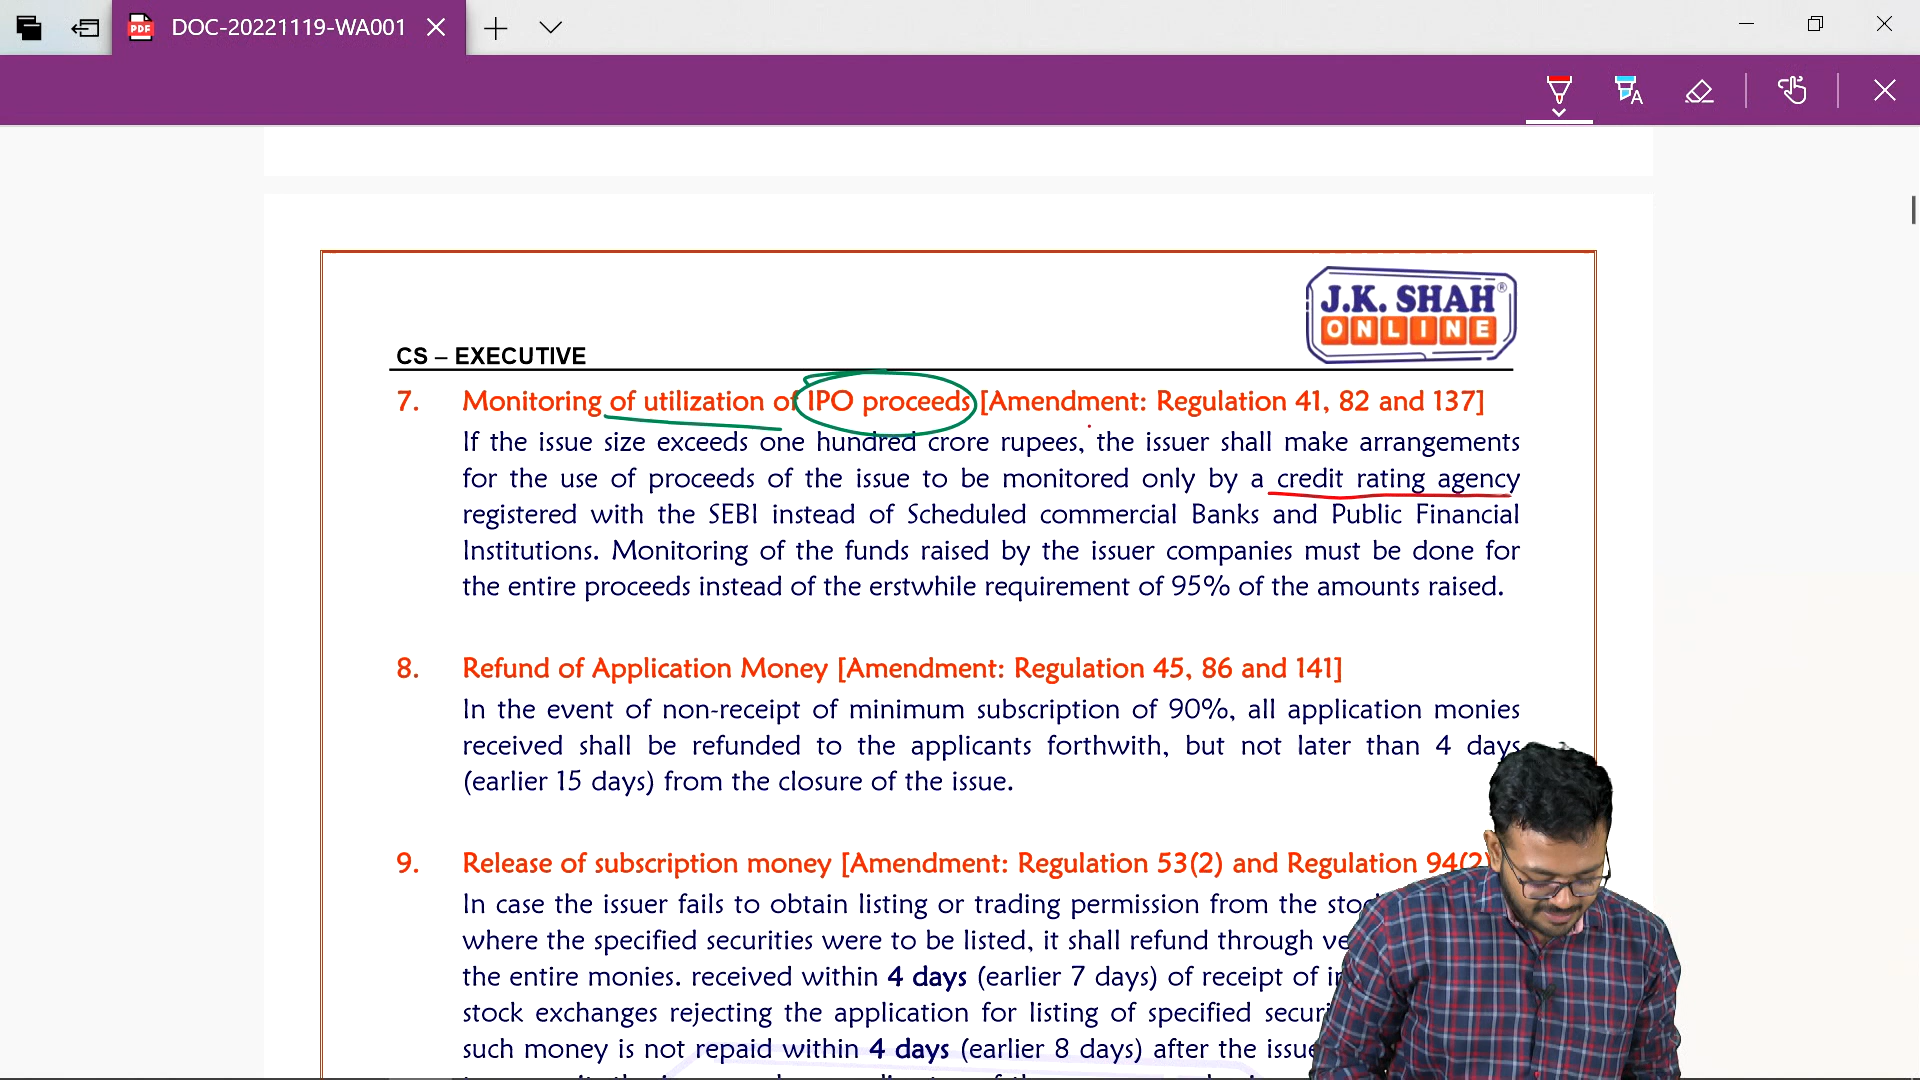 DOC-20221119-WA001
J.K. SHAH®
ONLINE
CS – EXECUTIVE
7. Monitoring of utilization of IPO proceeds [Amendment: Regulation 41, 82 and 137]
If the issue size exceeds one hundred crore rupees, the issuer shall make arrangements
for the use of proceeds of the issue to be monitored only by a credit rating agency
registered with the SEBI instead of Scheduled commercial Banks and Public Financial
Institutions. Monitoring of the funds raised by the issuer companies must be done for
the entire proceeds instead of the erstwhile requirement of 95% of the amounts raised.
8. Refund of Application Money [Amendment: Regulation 45, 86 and 141]
In the event of non-receipt of minimum subscription of 90%, all application monies
received shall be refunded to the applicants forthwith, but not later than 4 days
(earlier 15 days) from the closure of the issue.
9. Release of subscription money [Amendment: Regulation 53(2) and Regulation 94(2)
In case the issuer fails to obtain listing or trading permission from the
where the specified securities were to be listed, it shall refund through
the entire monies. received within 4 days (earlier 7 days) of receipt of
stock exchanges rejecting the application for listing of specified
such money is not repaid within 4 days (earlier 8 days) after the